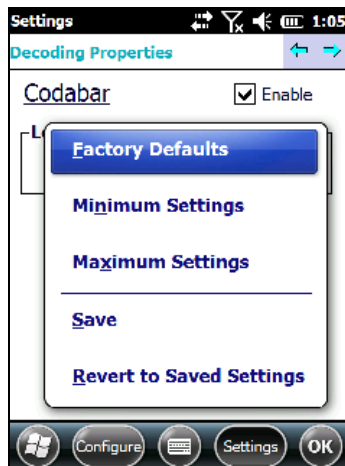 Settings 1:05
Decoding Properties
Codabar Enable
Factory Defaults
Minimum Settings
Maximum Settings
Save
Revert to Saved Settings
Configure Settings OK